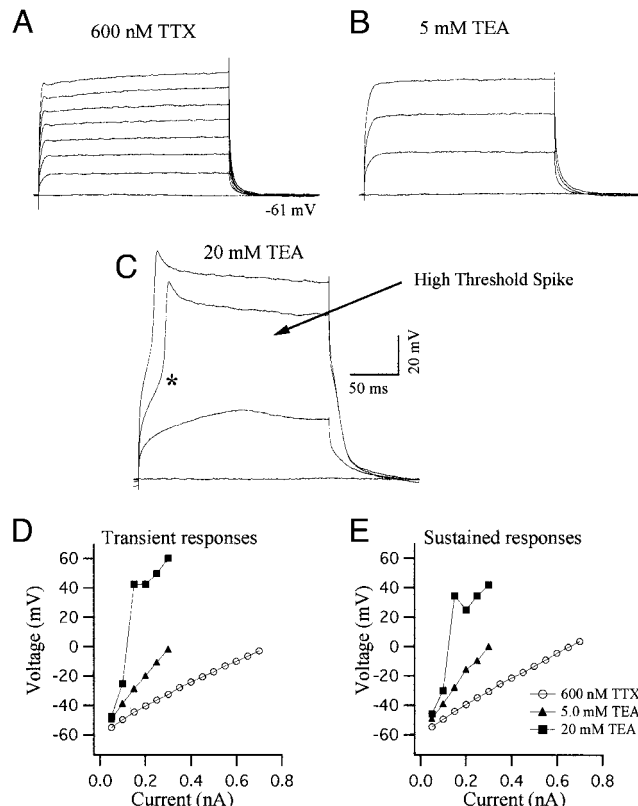 A
600 nM TTX
-61 mV
B
5 mM TEA
C
20 mM TEA
*
High Threshold Spike
20 mV
50 ms
D
Transient responses
Voltage (mV)
60
40
20
0
-20
-40
-60
0.0 0.2 0.4 0.6 0.8
Current (nA)
E
Sustained responses
Voltage (mV)
60
40
20
0
-20
-40
-60
600 nM TTX
5.0 mM TEA
20 mM TEA
0.0 0.2 0.4 0.6 0.8
Current (nA)